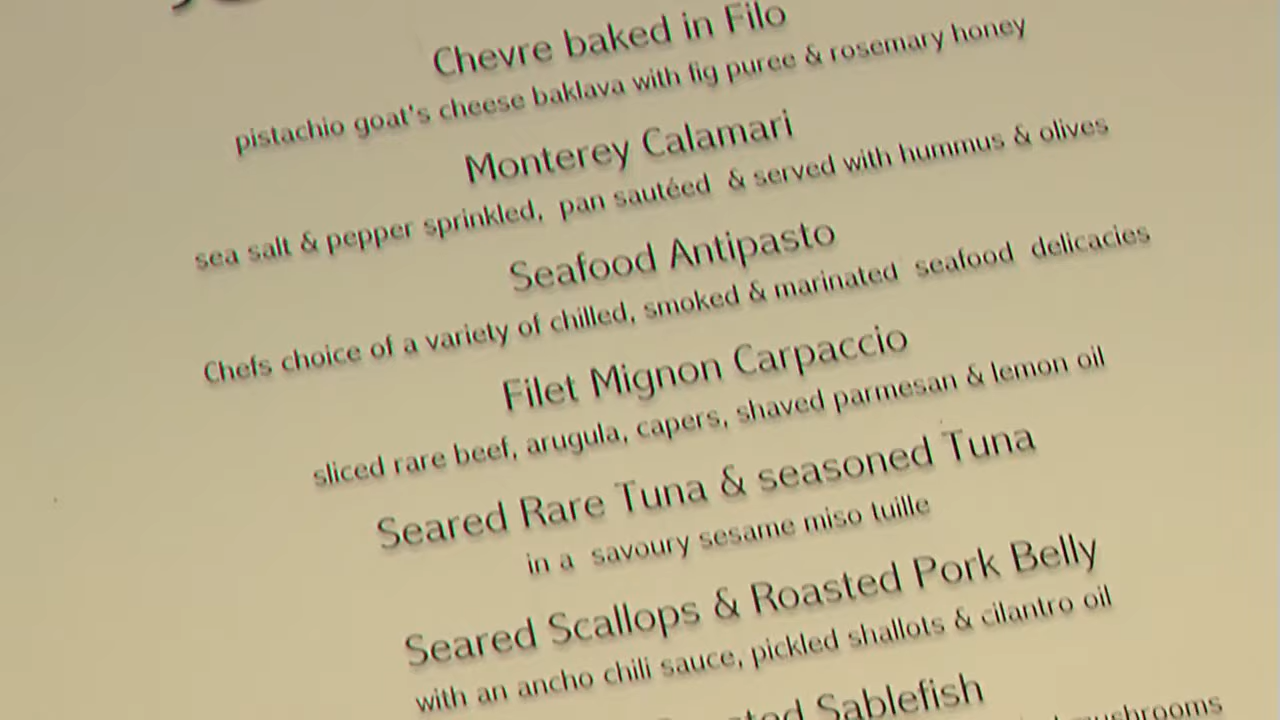 Chevre baked in Filo
pistachio goat's cheese baklava with fig puree & rosemary honey
Monterey Calamari
sea salt & pepper sprinkled, pan sautéed & served with hummus & olives
Seafood Antipasto
Chefs choice of a variety of chilled, smoked & marinated seafood delicacies
Filet Mignon Carpaccio
sliced rare beef, arugula, capers, shaved parmesan & lemon oil
Seared Rare Tuna & seasoned Tuna
in a savoury sesame miso tuille
Seared Scallops & Roasted Pork Belly
with an ancho chili sauce, pickled shallots & cilantro oil
Sablefish
mushrooms